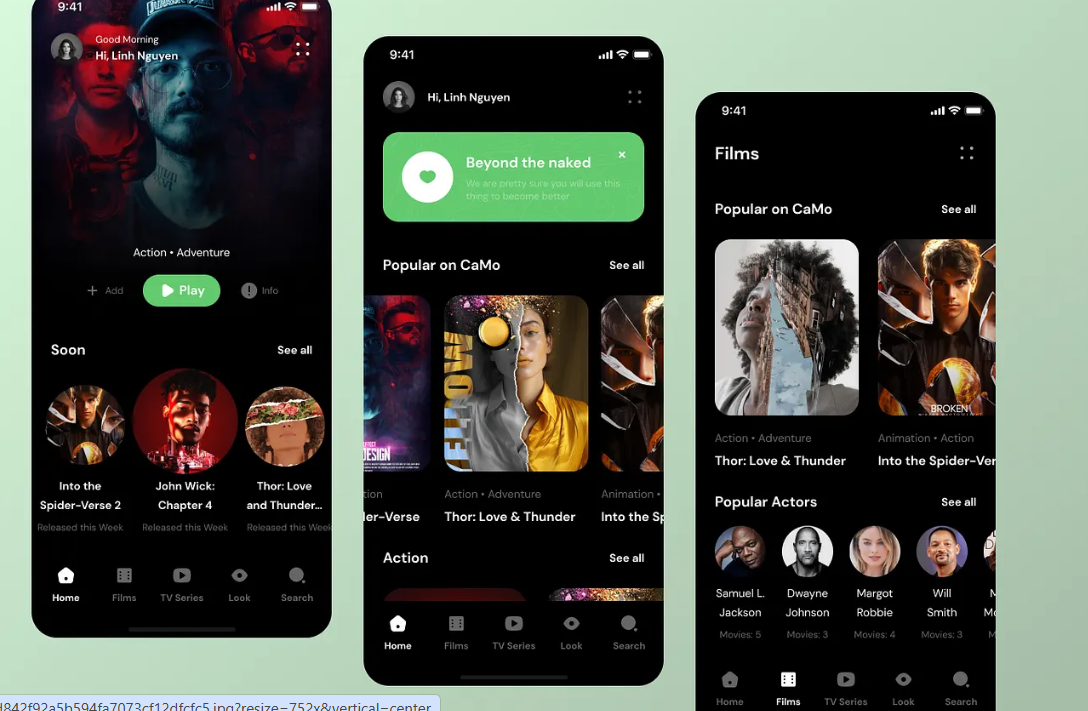 9:41
Good Morning
Hi, Linh Nguyen
Action • Adventure
Add
Play
Info
Soon
See all
Into the
Spider-Verse 2
Released this Week
John Wick:
Chapter 4
Released this Week
Thor: Love
and Thunder...
Released this Week
Home
Films
TV Series
Look
Search
9:41
Hi, Linh Nguyen
Beyond the naked
We are pretty sure you will use this
thing to become better
Popular on CaMo
See all
DESIGN
ELLOW
tion
ler-Verse
Action • Adventure
Thor: Love & Thunder
Animation •
Into the Sp
Action
See all
Home
Films
TV Series
Look
Search
9:41
Films
Popular on CaMo
See all
BROKEN
Action • Adventure
Thor: Love & Thunder
Animation • Action
Into the Spider-Ver
Popular Actors
See all
Samuel L.
Jackson
Movies: 5
Dwayne
Johnson
Movies: 3
Margot
Robbie
Movies: 4
Will
Smith
Movies: 3
M
Home
Films
TV Series
Look
Search
d842f92a5b594fa7073cf12dfcfc5.jpg?resize=752x&vertical=center